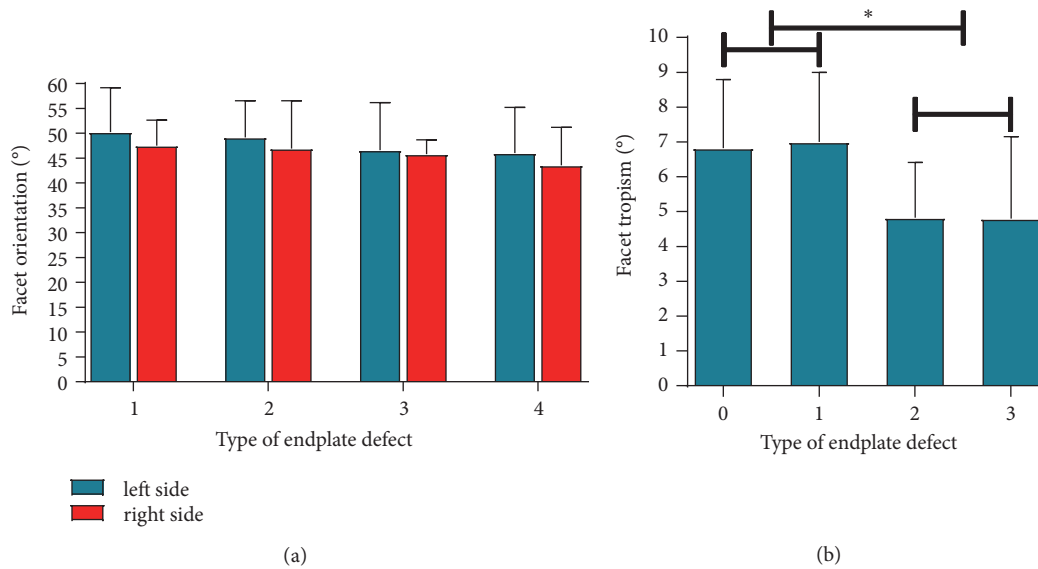 60
55
50
45
40
35
30
25
20
15
10
5
0
Facet orientation (°)
1 2 3 4
Type of endplate defect
left side
right side
(a)
*
10
9
8
7
6
5
4
3
2
1
0
Facet tropism (°)
0 1 2 3
Type of endplate defect
(b)